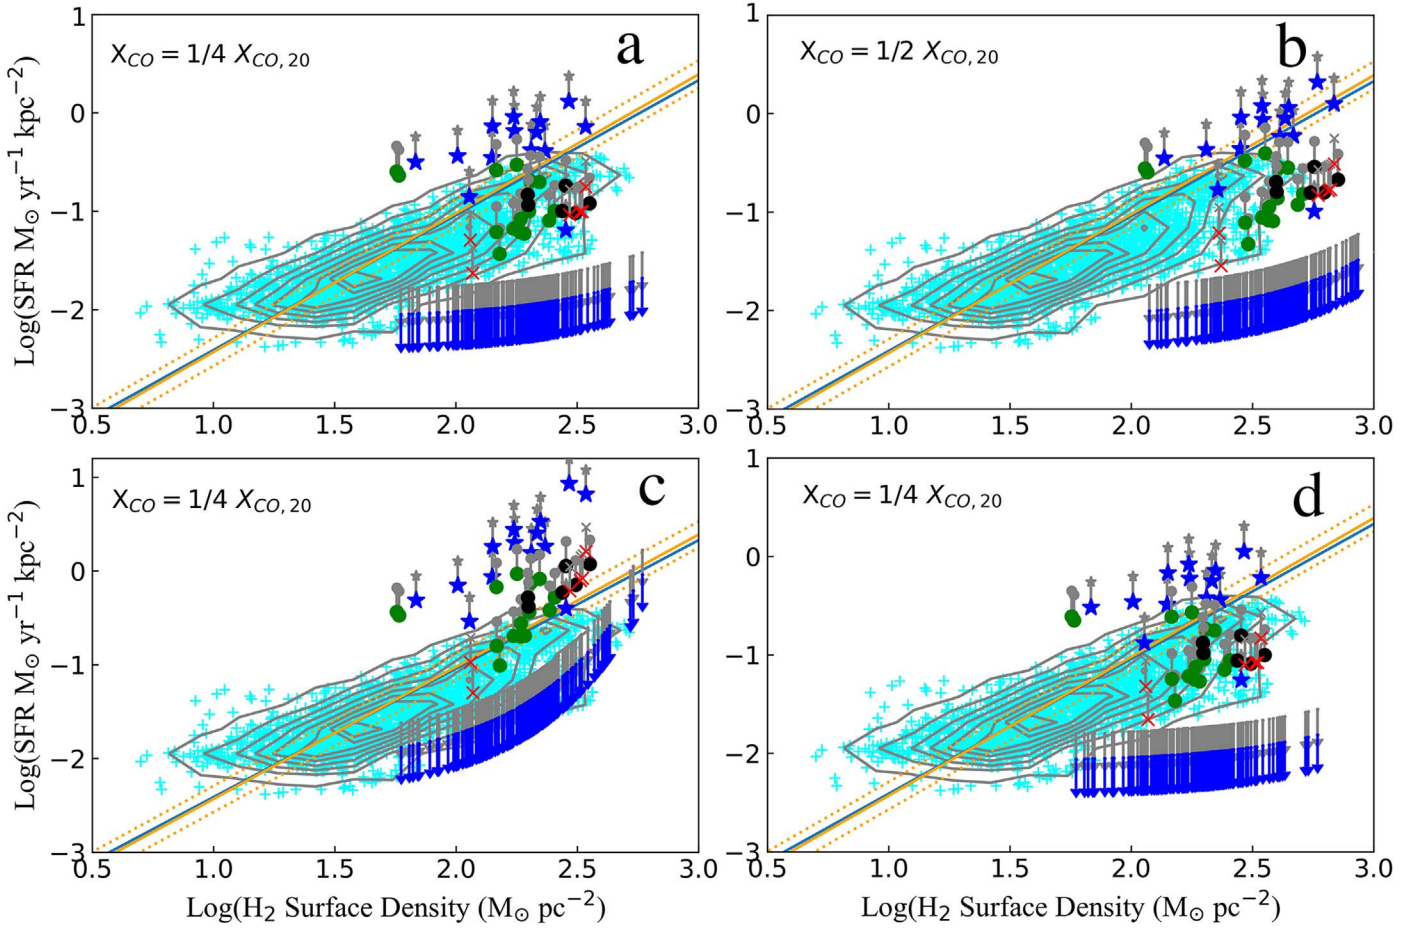 a
X_CO = 1/4 X_CO,20
1
0
−1
−2
−3
0.5 1.0 1.5 2.0 2.5 3.0
Log(SFR M⊙ yr⁻¹ kpc⁻²)
b
X_CO = 1/2 X_CO,20
1
0
−1
−2
−3
0.5 1.0 1.5 2.0 2.5 3.0
c
X_CO = 1/4 X_CO,20
1
0
−1
−2
−3
0.5 1.0 1.5 2.0 2.5 3.0
Log(SFR M⊙ yr⁻¹ kpc⁻²)
Log(H₂ Surface Density (M⊙ pc⁻²)
d
X_CO = 1/4 X_CO,20
1
0
−1
−2
−3
0.5 1.0 1.5 2.0 2.5 3.0
Log(H₂ Surface Density (M⊙ pc⁻²)